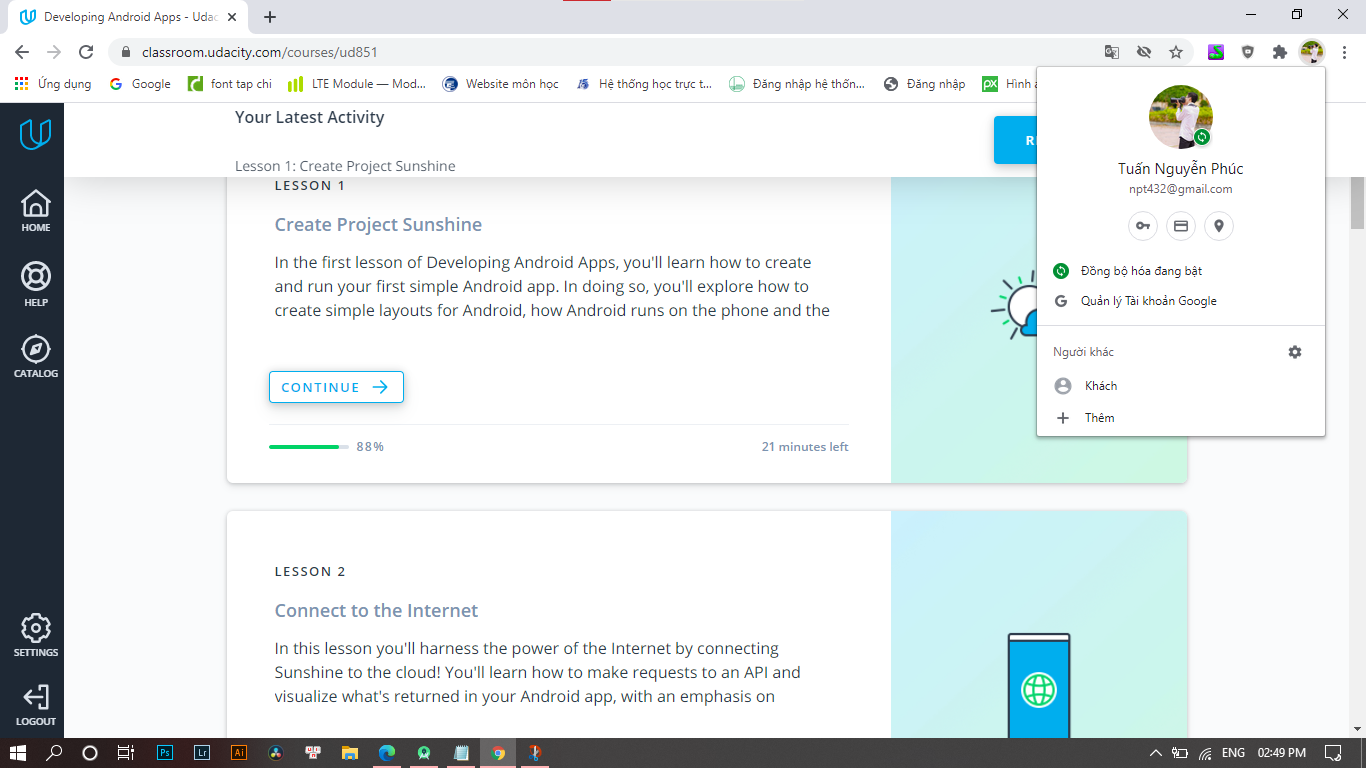 Developing Android Apps - Udac
classroom.udacity.com/courses/ud851
Ứng dụng
Google
font tap chi
LTE Module — Mod...
Website môn học
Hệ thống học trực t...
Đăng nhập hệ thốn...
Đăng nhập
Hình
Your Latest Activity
Lesson 1: Create Project Sunshine
LESSON 1
Create Project Sunshine
In the first lesson of Developing Android Apps, you'll learn how to create
and run your first simple Android app. In doing so, you'll explore how to
create simple layouts for Android, how Android runs on the phone and the
CONTINUE
88%
21 minutes left
LESSON 2
Connect to the Internet
In this lesson you'll harness the power of the Internet by connecting
Sunshine to the cloud! You'll learn how to make requests to an API and
visualize what's returned in your Android app, with an emphasis on
HOME
HELP
CATALOG
SETTINGS
LOGOUT
Tuấn Nguyễn Phúc
npt432@gmail.com
Đồng bộ hóa đang bật
Quản lý Tài khoản Google
Người khác
Khách
Thêm
Ps
Lr
Ai
ENG
02:49 PM